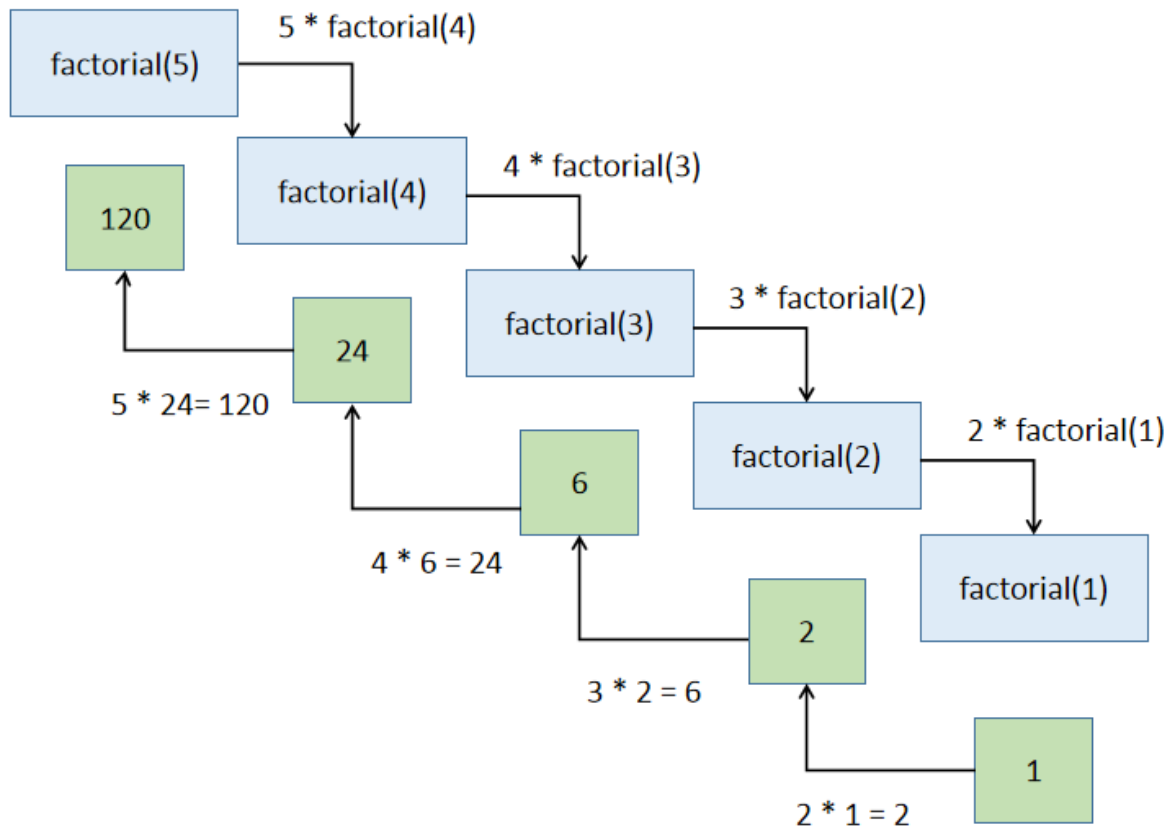 5 * factorial(4)
factorial(5)
4 * factorial(3)
factorial(4)
120
3 * factorial(2)
factorial(3)
24
5 * 24= 120
2 * factorial(1)
factorial(2)
6
4 * 6 = 24
factorial(1)
2
3 * 2 = 6
1
2 * 1 = 2